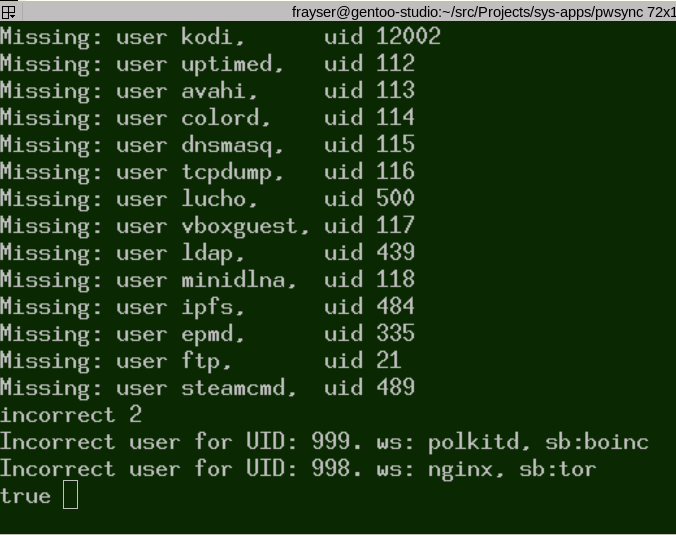 frayser@gentoo-studio:~/src/Projects/sys-apps/pwsync 72x1
Missing: user kodi,      uid 12002
Missing: user uptimed,   uid 112
Missing: user avahi,     uid 113
Missing: user colord,    uid 114
Missing: user dnsmasq,   uid 115
Missing: user tcpdump,   uid 116
Missing: user lucho,     uid 500
Missing: user vboxguest, uid 117
Missing: user ldap,      uid 439
Missing: user minidlna,  uid 118
Missing: user ipfs,      uid 484
Missing: user epmd,      uid 335
Missing: user ftp,       uid 21
Missing: user steamcmd,  uid 489
incorrect 2
Incorrect user for UID: 999. ws: polkitd, sb:boinc
Incorrect user for UID: 998. ws: nginx, sb:tor
true